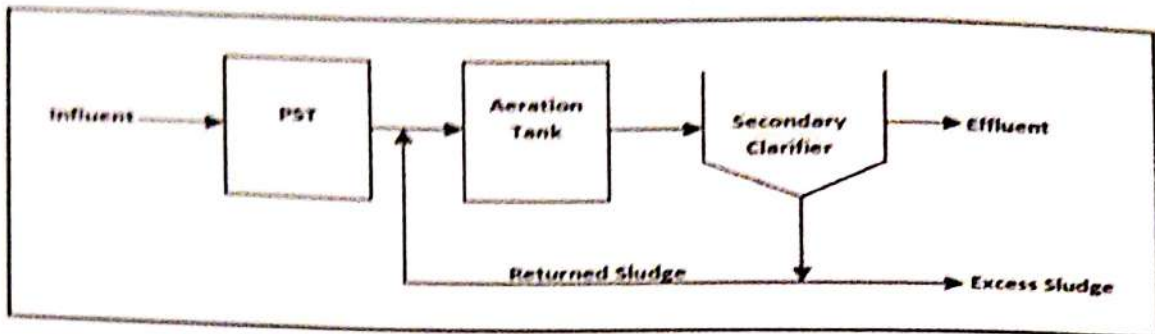 Influent
PST
Aeration
Tank
Secondary
Clarifier
Effluent
Returned Sludge
Excess Sludge